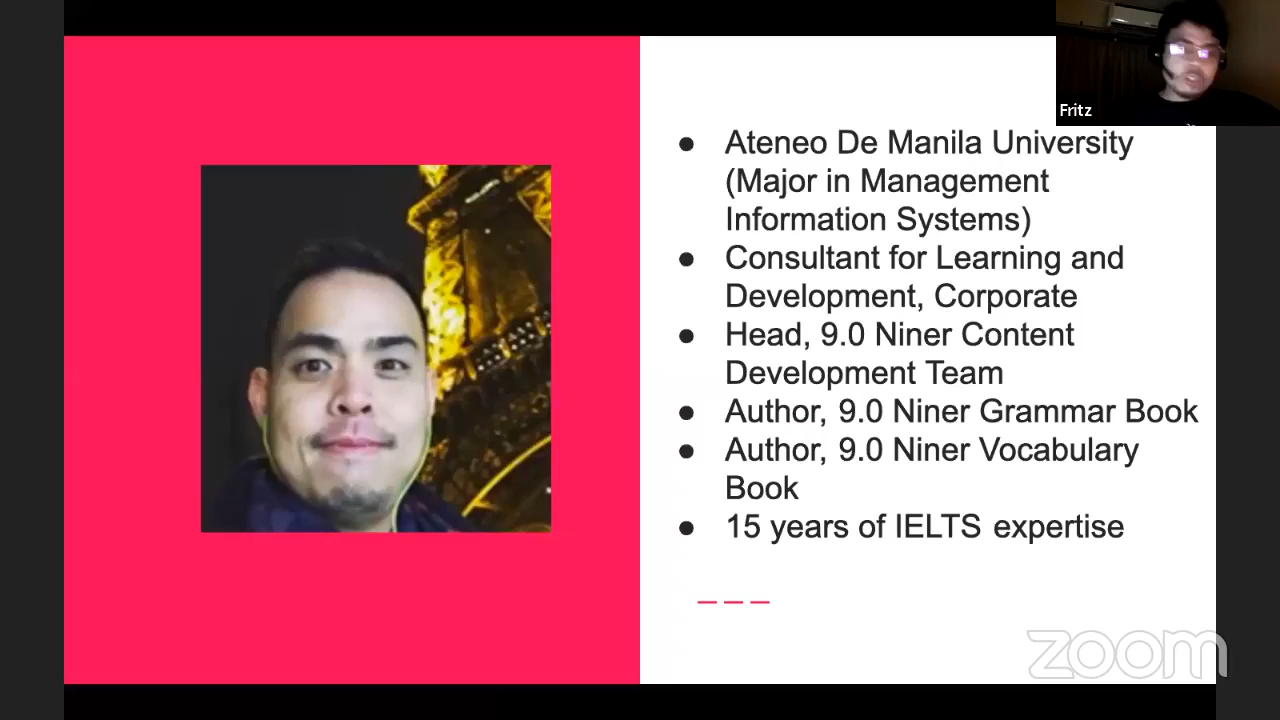 Fritz
● Ateneo De Manila University
(Major in Management
Information Systems)
● Consultant for Learning and
Development, Corporate
● Head, 9.0 Niner Content
Development Team
● Author, 9.0 Niner Grammar Book
● Author, 9.0 Niner Vocabulary
Book
● 15 years of IELTS expertise
zoom